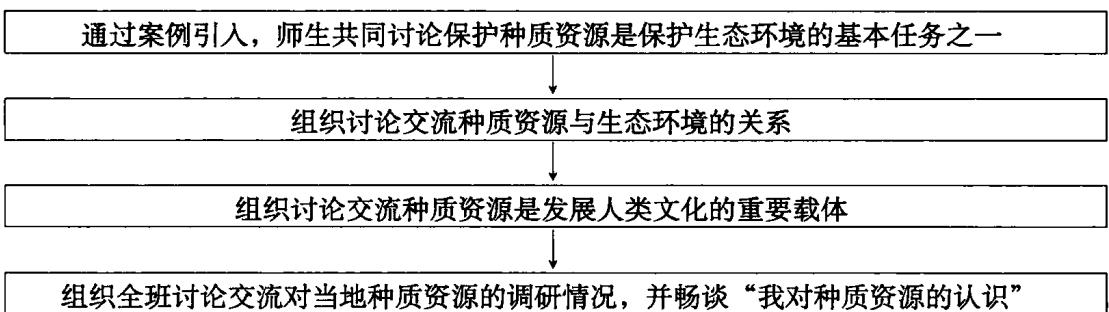 通过案例引入，师生共同讨论保护种质资源是保护生态环境的基本任务之一
组织讨论交流种质资源与生态环境的关系
组织讨论交流种质资源是发展人类文化的重要载体
组织全班讨论交流对当地种质资源的调研情况，并畅谈“我对种质资源的认识”